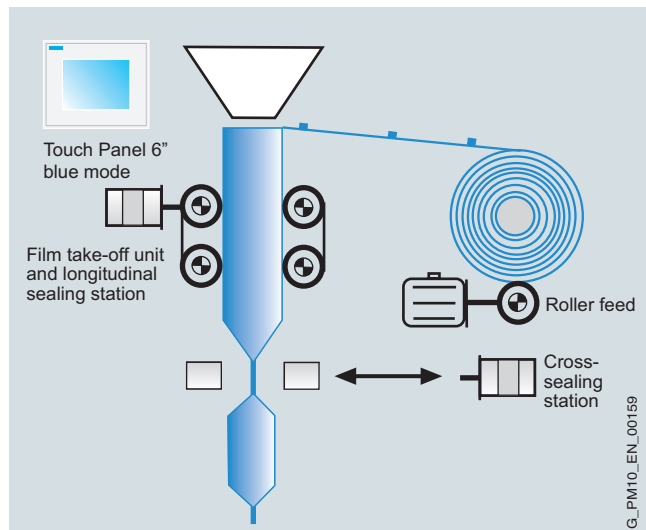 Touch Panel 6”
blue mode
Film take-off unit
and longitudinal
sealing station
Roller feed
Cross-
sealing
station
G_PM10_EN_00159